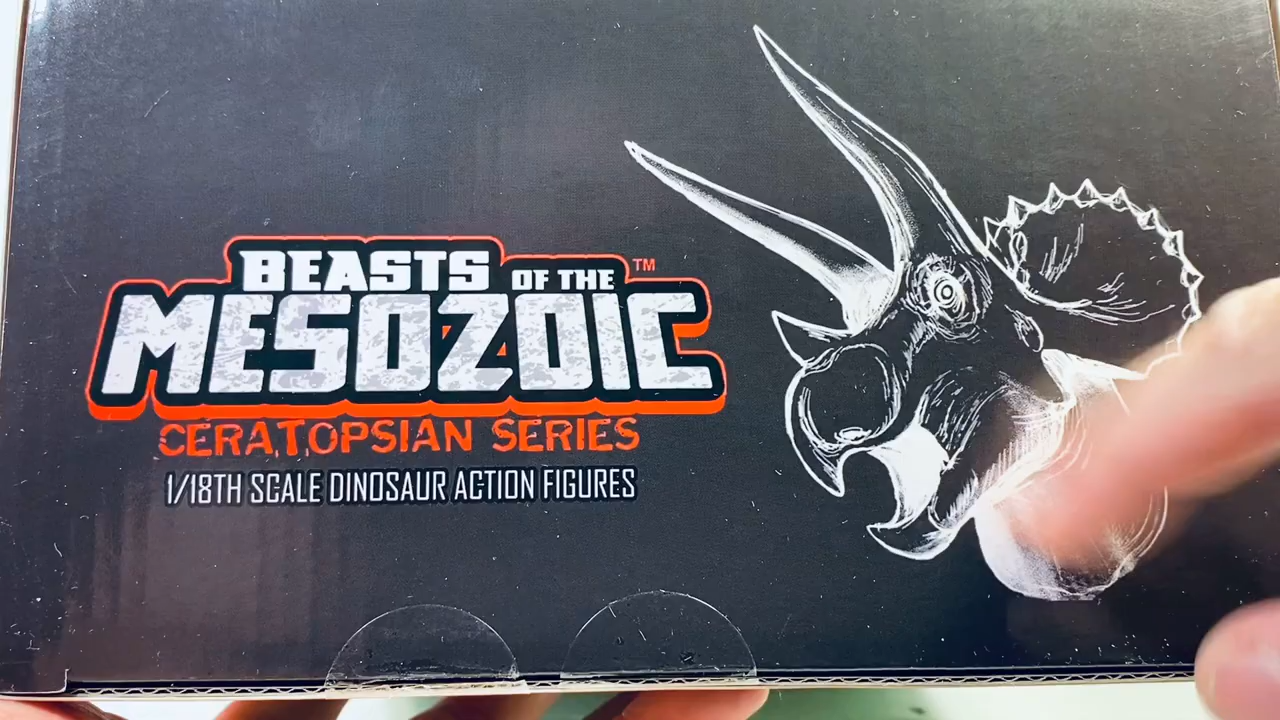 BEASTS OF THE™
MESOZOIC
CERATOPSIAN SERIES
1/18TH SCALE DINOSAUR ACTION FIGURES